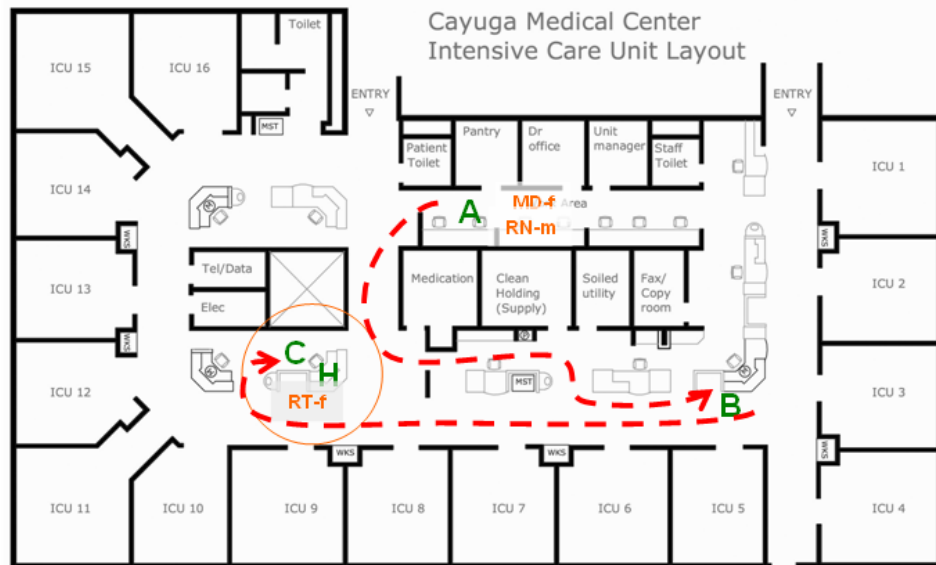 Cayuga Medical Center
Intensive Care Unit Layout
Toilet
ICU 15
ICU 16
ENTRY
ENTRY
MST
Patient
Toilet
Pantry
Dr
office
Unit
manager
Staff
Toilet
ICU 14
ICU 1
A
MD-f
Area
RN-m
WKS
Tel/Data
Elec
Medication
Clean
Holding
(Supply)
Soiled
utility
Fax/
Copy
room
ICU 13
ICU 2
WKS
C
H
RT-f
MST
B
ICU 12
ICU 3
WKS
WKS
WKS
ICU 11
ICU 10
ICU 9
ICU 8
ICU 7
ICU 6
ICU 5
ICU 4